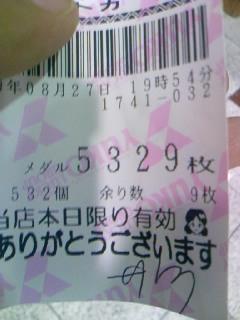 年08月27日 19時54分
1741-032
メダル 5329枚
532個 余り数 9枚
当店本日限り有効
ありがとうございます